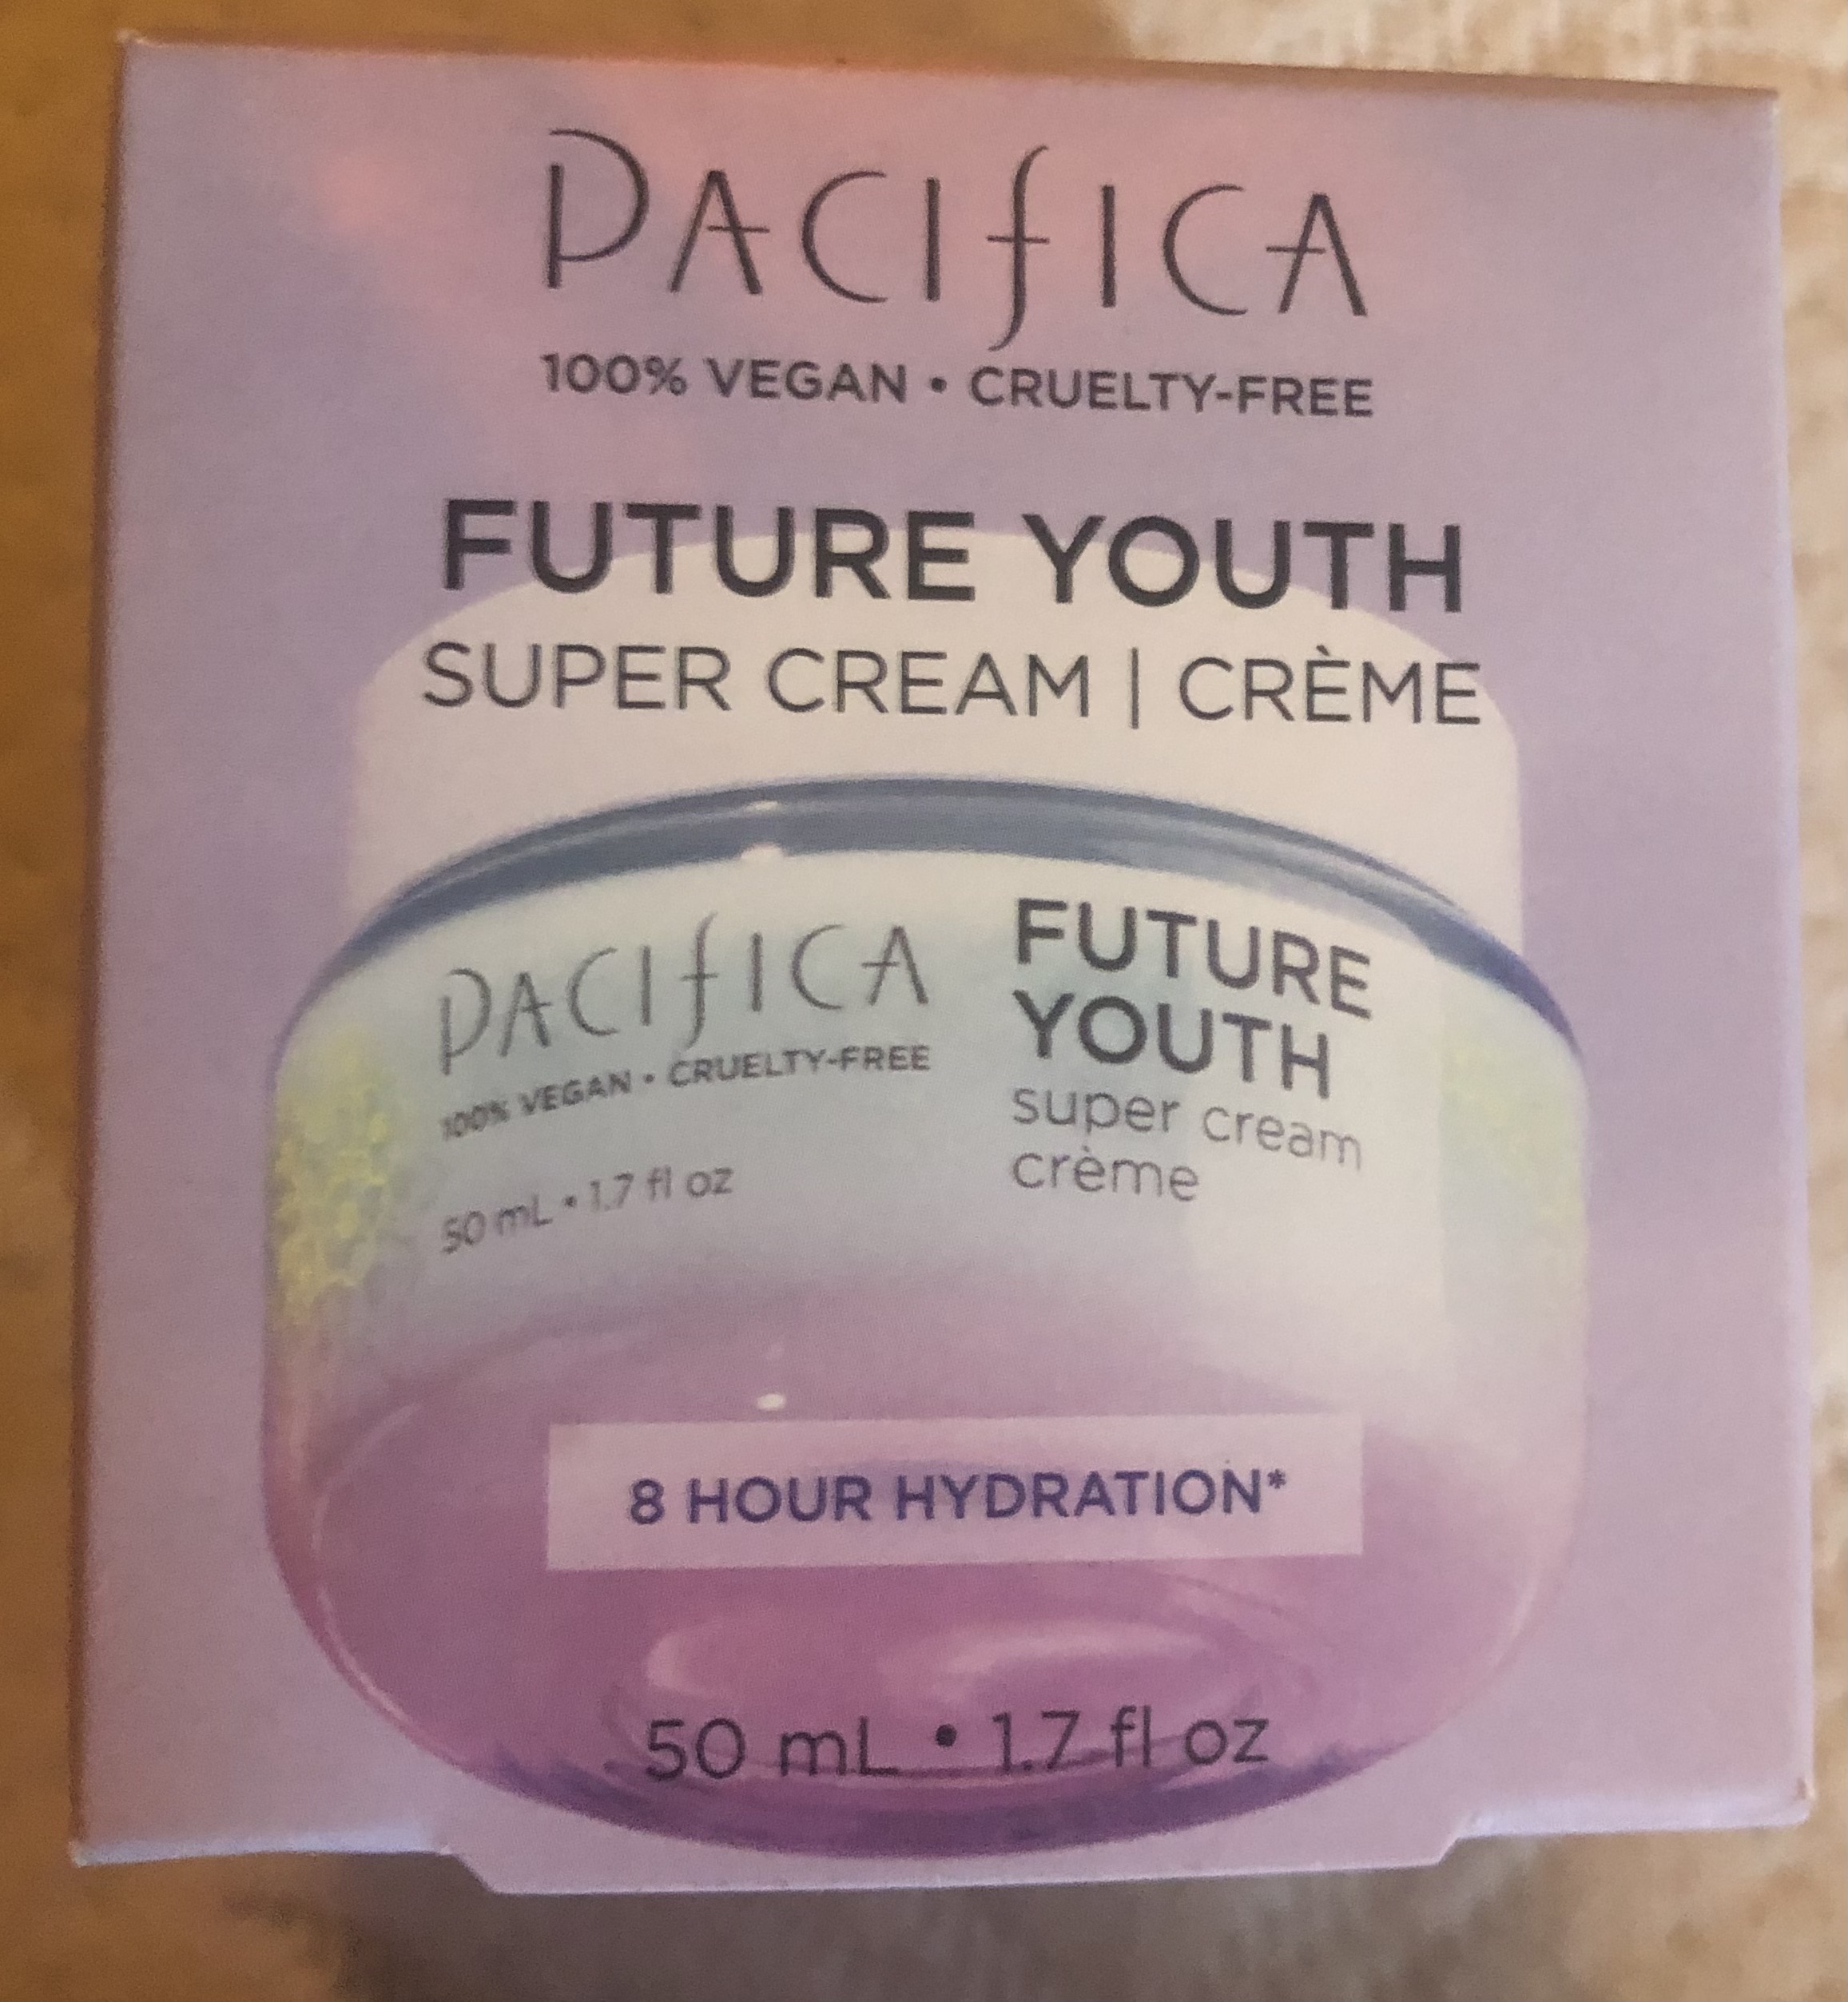 PACIfICA
100% VEGAN • CRUELTY-FREE
FUTURE YOUTH
SUPER CREAM | CRÈME
PACIfICA
100% VEGAN • CRUELTY-FREE
50 mL • 1.7 fl oz
FUTURE
YOUTH
super cream
crème
8 HOUR HYDRATION*
50 mL • 1.7 fl oz